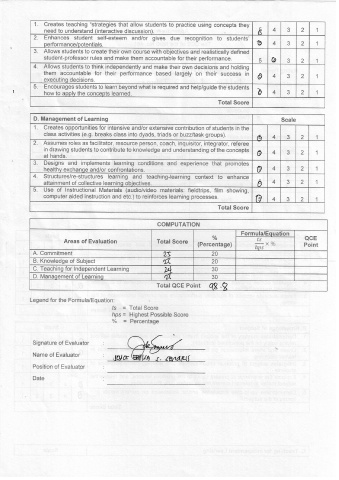 1. Creates teaching strategies that allow students to practice using concepts they need to understand (interactive discussion). 4 3 2 1
2. Enhances student self-esteem and/or gives due recognition to students' performance/potentials. 4 3 2 1
3. Allows students to create their own course with objectives and realistically defined student-professor rules and make them accountable for their performance. 5 3 2 1
4. Allows students to think independently and make their own decisions and holding them accountable for their performance based largely on their success in executing decisions. 4 3 2 1
5. Encourages students to learn beyond what is required and help/guide the students how to apply the concepts learned. 4 3 2 1
Total Score
D. Management of Learning Scale
1. Creates opportunities for intensive and/or extensive contribution of students in the class activities (e.g. breaks class into dyads, triads or buzz/task groups). 4 3 2 1
2. Assumes roles as facilitator, resource person, coach, inquisitor, integrator, referee in drawing students to contribute to knowledge and understanding of the concepts at hands. 4 3 2 1
3. Designs and implements learning conditions and experience that promotes healthy exchange and/or confrontations. 4 3 2 1
4. Structures/re-structures learning and teaching-learning context to enhance attainment of collective learning objectives. 4 3 2 1
5. Use of Instructional Materials (audio/video materials: fieldtrips, film showing, computer aided instruction and etc.) to reinforces learning processes. 4 3 2 1
Total Score
COMPUTATION
Areas of Evaluation Total Score % (Percentage) Formula/Equation ts/hps × % QCE Point
A. Commitment 25 20
B. Knowledge of Subject 20
C. Teaching for Independent Learning 24 30
D. Management of Learning 30
Total QCE Point 98.8
Legend for the Formula/Equation:
ts = Total Score
hps = Highest Possible Score
% = Percentage
Signature of Evaluator :
Name of Evaluator :
Position of Evaluator :
Date :